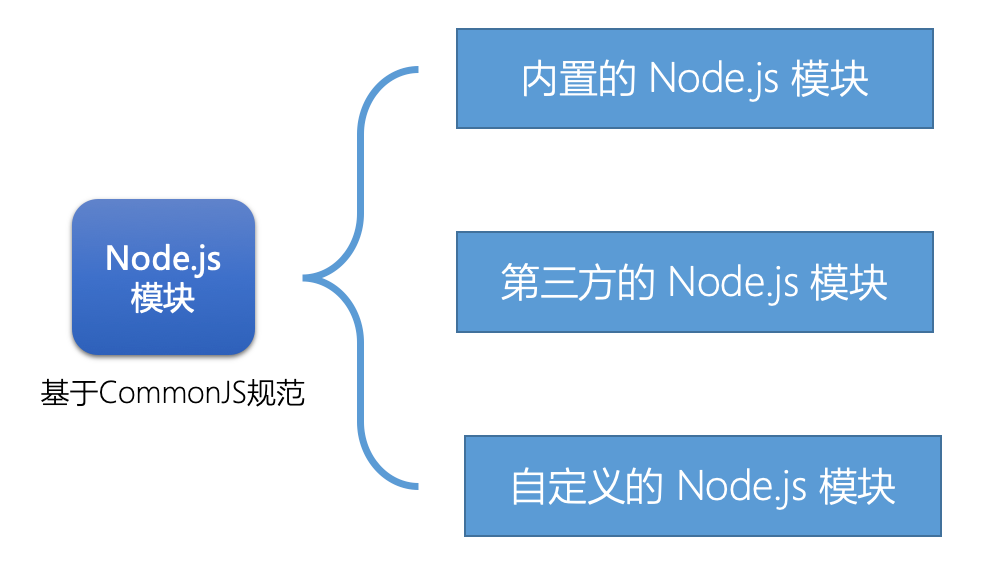 内置的 Node.js 模块
第三方的 Node.js 模块
Node.js
模块
基于CommonJS规范
自定义的 Node.js 模块